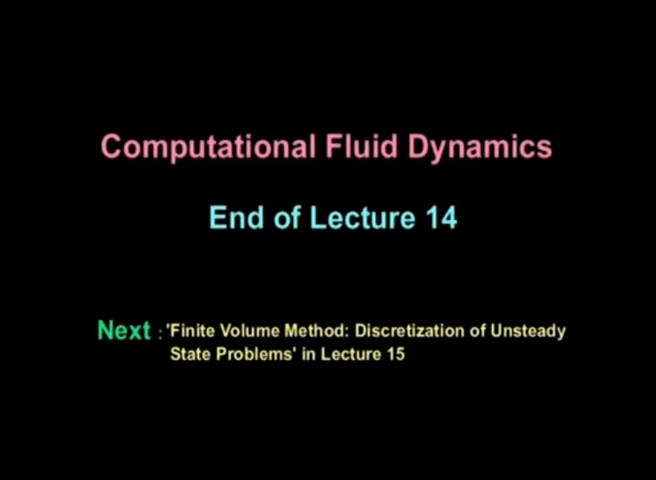 Computational Fluid Dynamics
End of Lecture 14
Next : 'Finite Volume Method: Discretization of Unsteady
State Problems' in Lecture 15